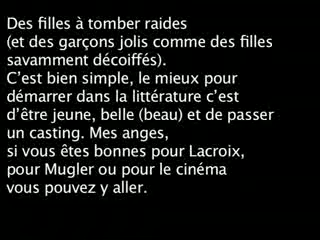 Des filles à tomber raides
(et des garçons jolis comme des filles
savamment décoiffés).
C'est bien simple, le mieux pour
démarrer dans la littérature c'est
d'être jeune, belle (beau) et de passer
un casting. Mes anges,
si vous êtes bonnes pour Lacroix,
pour Mugler ou pour le cinéma
vous pouvez y aller.